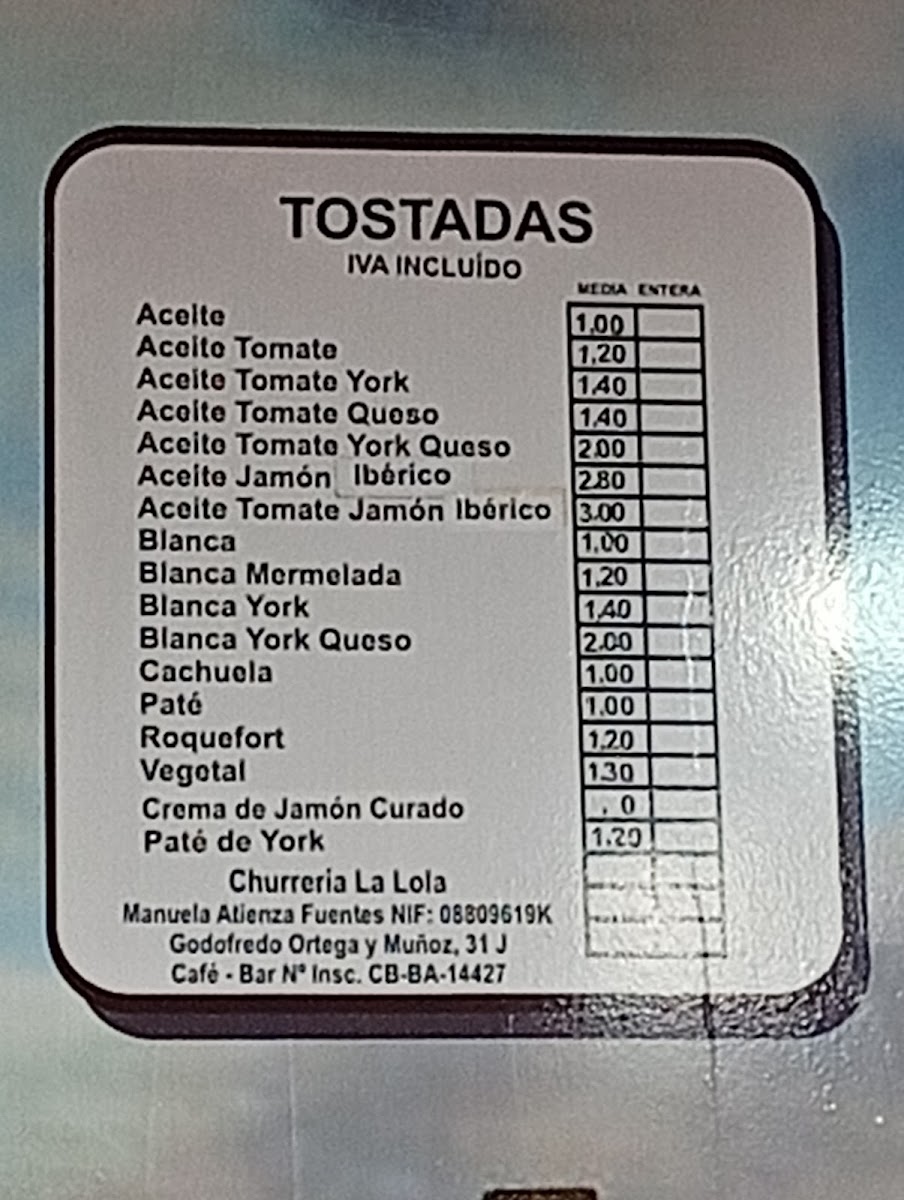 TOSTADAS
IVA INCLUÍDO
MEDIA ENTERA
Aceite 1.00
Aceite Tomate 1,20
Aceite Tomate York 1,40
Aceite Tomate Queso 1,40
Aceite Tomate York Queso 2.00
Aceite Jamón Ibérico 2.80
Aceite Tomate Jamón Ibérico 3.00
Blanca 1,00
Blanca Mermelada 1,20
Blanca York 1,40
Blanca York Queso 2.00
Cachuela 1.00
Paté 1,00
Roquefort 1,20
Vegetal 1.30
Crema de Jamón Curado
Paté de York 1.20
Churreria La Lola
Manuela Atienza Fuentes NIF: 08809619K
Godofredo Ortega y Muñoz, 31 J
Café - Bar Nº Insc. CB-BA-14427